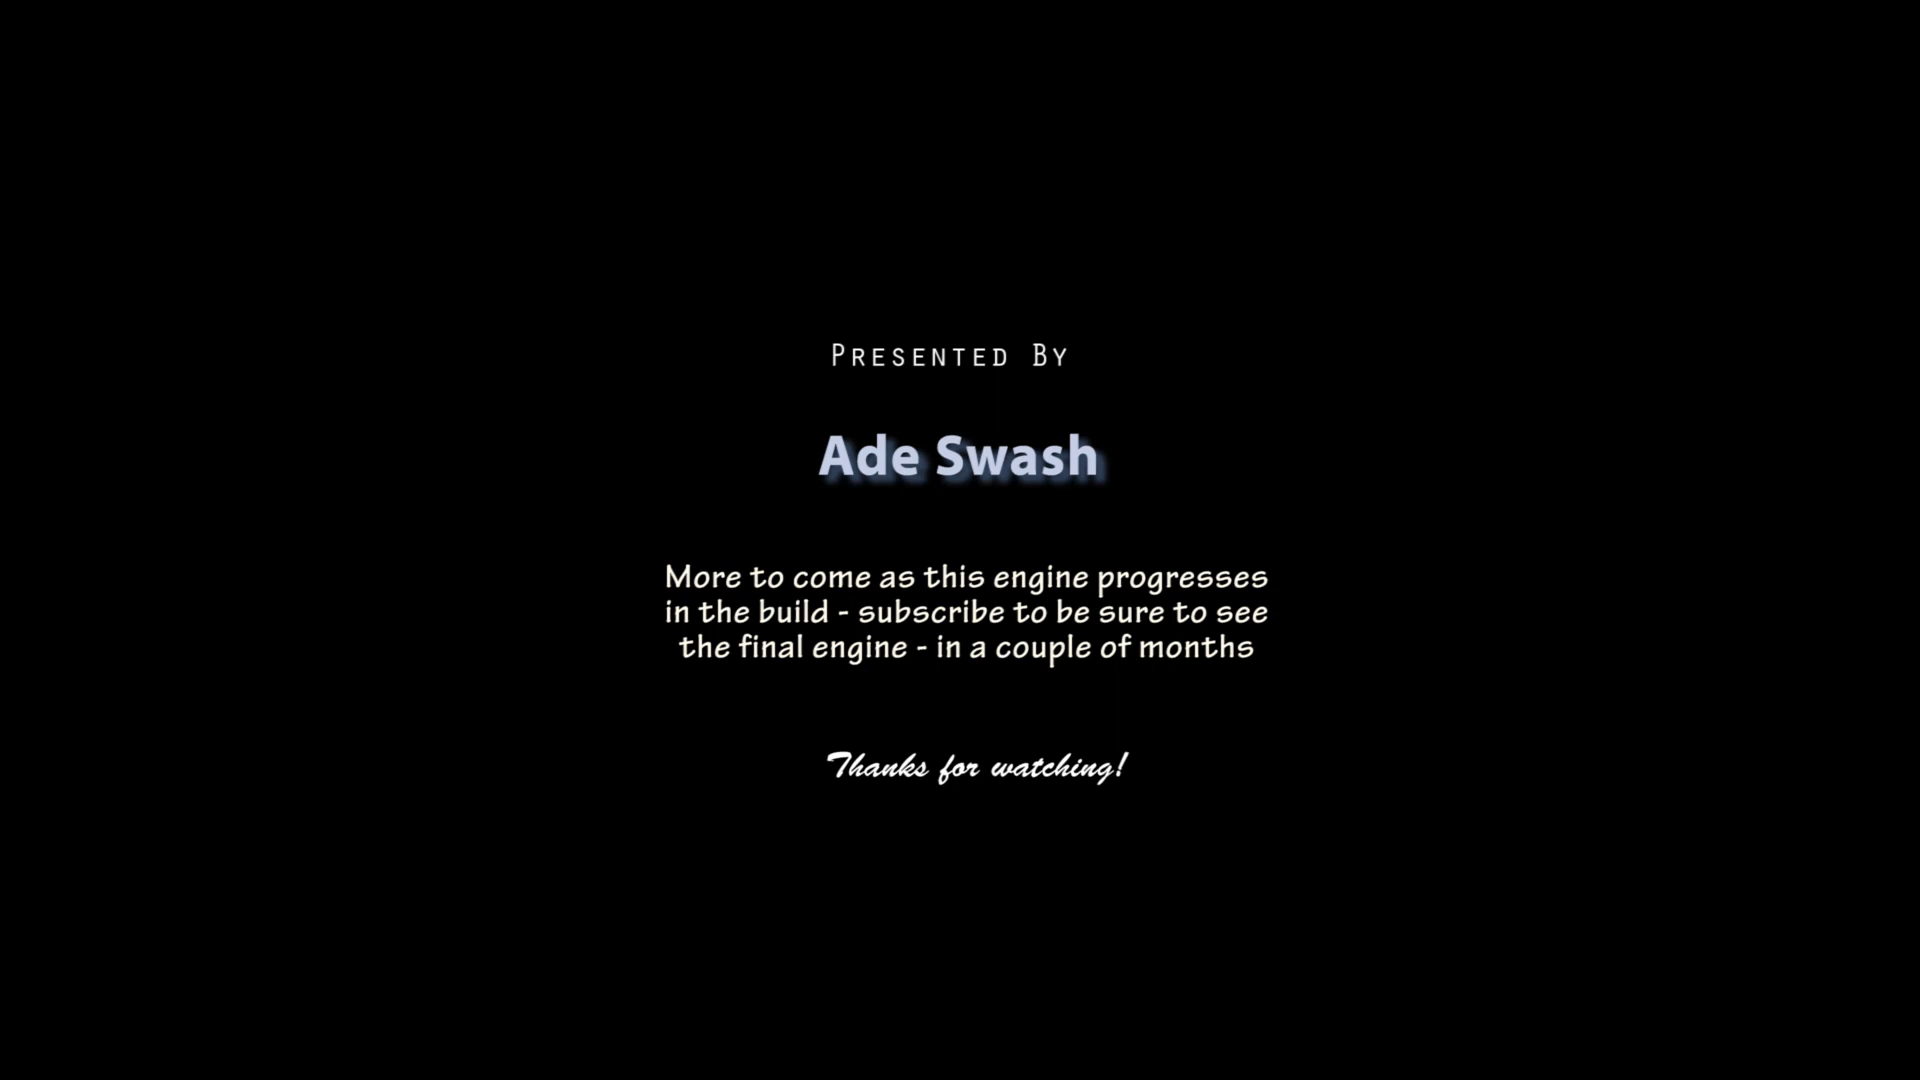 Presented By
Ade Swash
More to come as this engine progresses
in the build - subscribe to be sure to see
the final engine - in a couple of months
Thanks for watching!